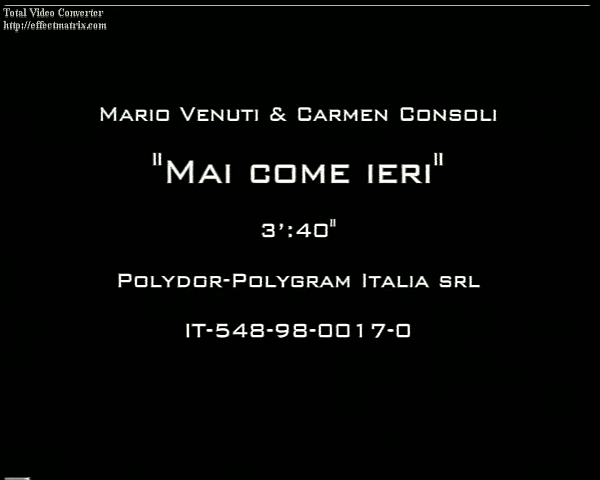 Total Video Converter
http://effectmatrix.com
Mario Venuti & Carmen Consoli
"Mai come ieri"
3':40"
Polydor-Polygram Italia srl
IT-548-98-0017-0